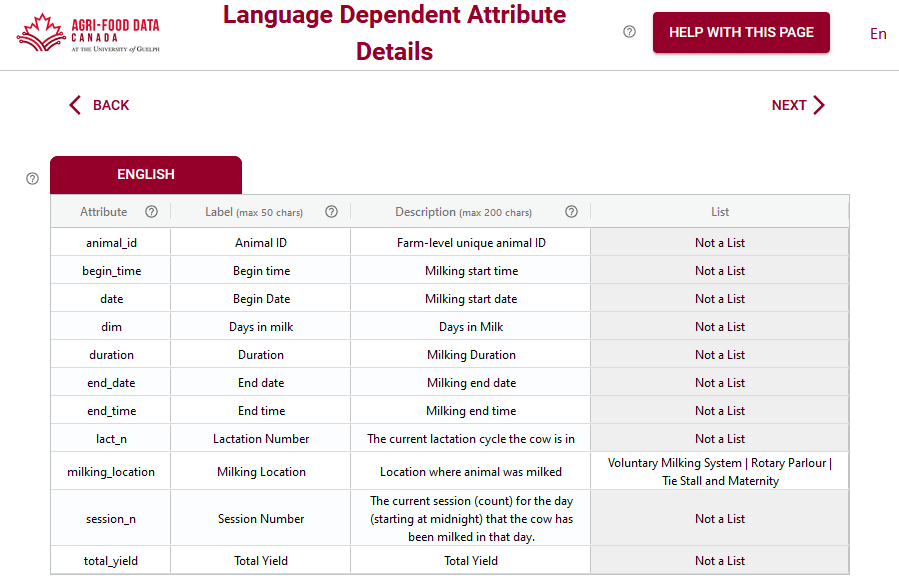 AGRI-FOOD DATA
CANADA
AT THE UNIVERSITY OF GUELPH
Language Dependent Attribute
Details
HELP WITH THIS PAGE
En
BACK
NEXT
ENGLISH
Attribute Label (max 50 chars) Description (max 200 chars) List
animal_id Animal ID Farm-level unique animal ID Not a List
begin_time Begin time Milking start time Not a List
date Begin Date Milking start date Not a List
dim Days in milk Days in Milk Not a List
duration Duration Milking Duration Not a List
end_date End date Milking end date Not a List
end_time End time Milking end time Not a List
lact_n Lactation Number The current lactation cycle the cow is in Not a List
milking_location Milking Location Location where animal was milked Voluntary Milking System | Rotary Parlour |
Tie Stall and Maternity
session_n Session Number The current session (count) for the day
(starting at midnight) that the cow has
been milked in that day. Not a List
total_yield Total Yield Total Yield Not a List